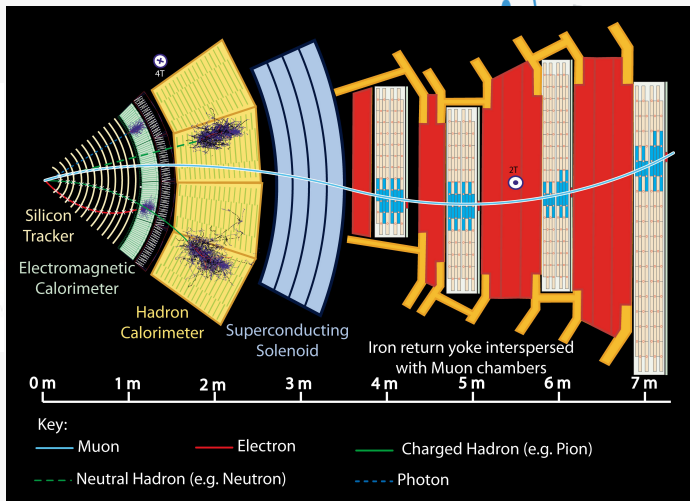 4T
2T
Silicon
Tracker
Electromagnetic
Calorimeter
Hadron
Calorimeter
Superconducting
Solenoid
Iron return yoke interspersed
with Muon chambers
0 m 1 m 2 m 3 m 4 m 5 m 6 m 7 m
Key:
Muon Electron Charged Hadron (e.g. Pion)
Neutral Hadron (e.g. Neutron) Photon